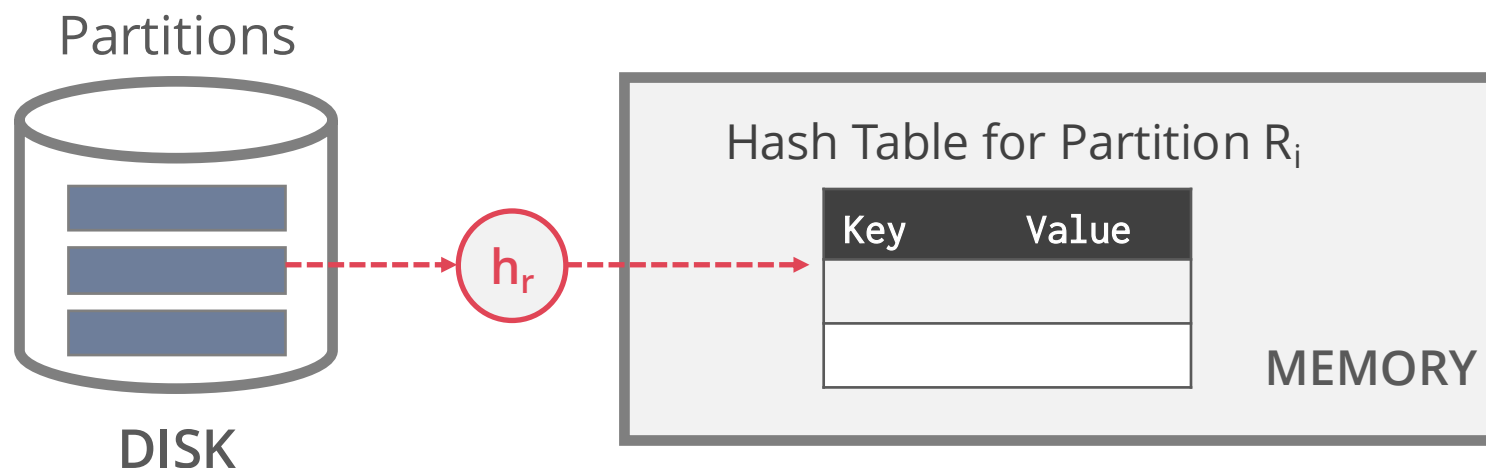 Partitions
Hash Table for Partition Rᵢ
Key Value
hᵣ
MEMORY
DISK